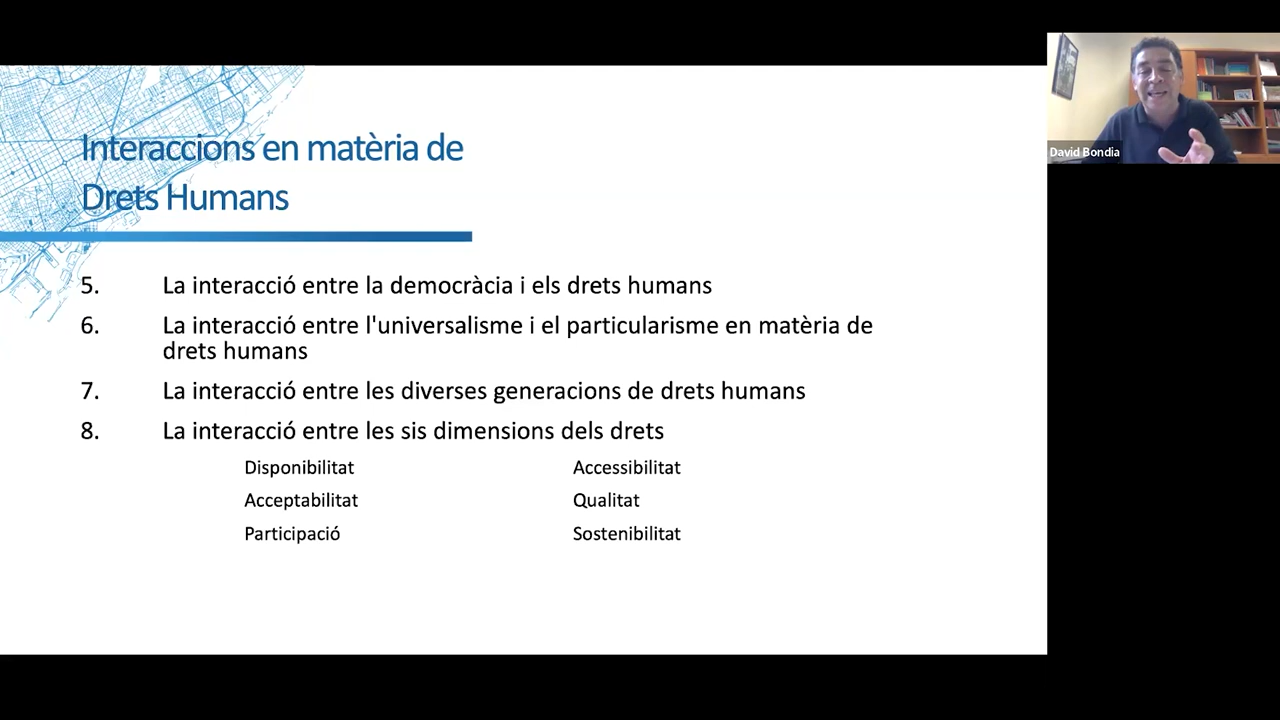 Interaccions en matèria de
Drets Humans
5. La interacció entre la democràcia i els drets humans
6. La interacció entre l'universalisme i el particularisme en matèria de
drets humans
7. La interacció entre les diverses generacions de drets humans
8. La interacció entre les sis dimensions dels drets
Disponibilitat Accessibilitat
Acceptabilitat Qualitat
Participació Sostenibilitat
David Bondia